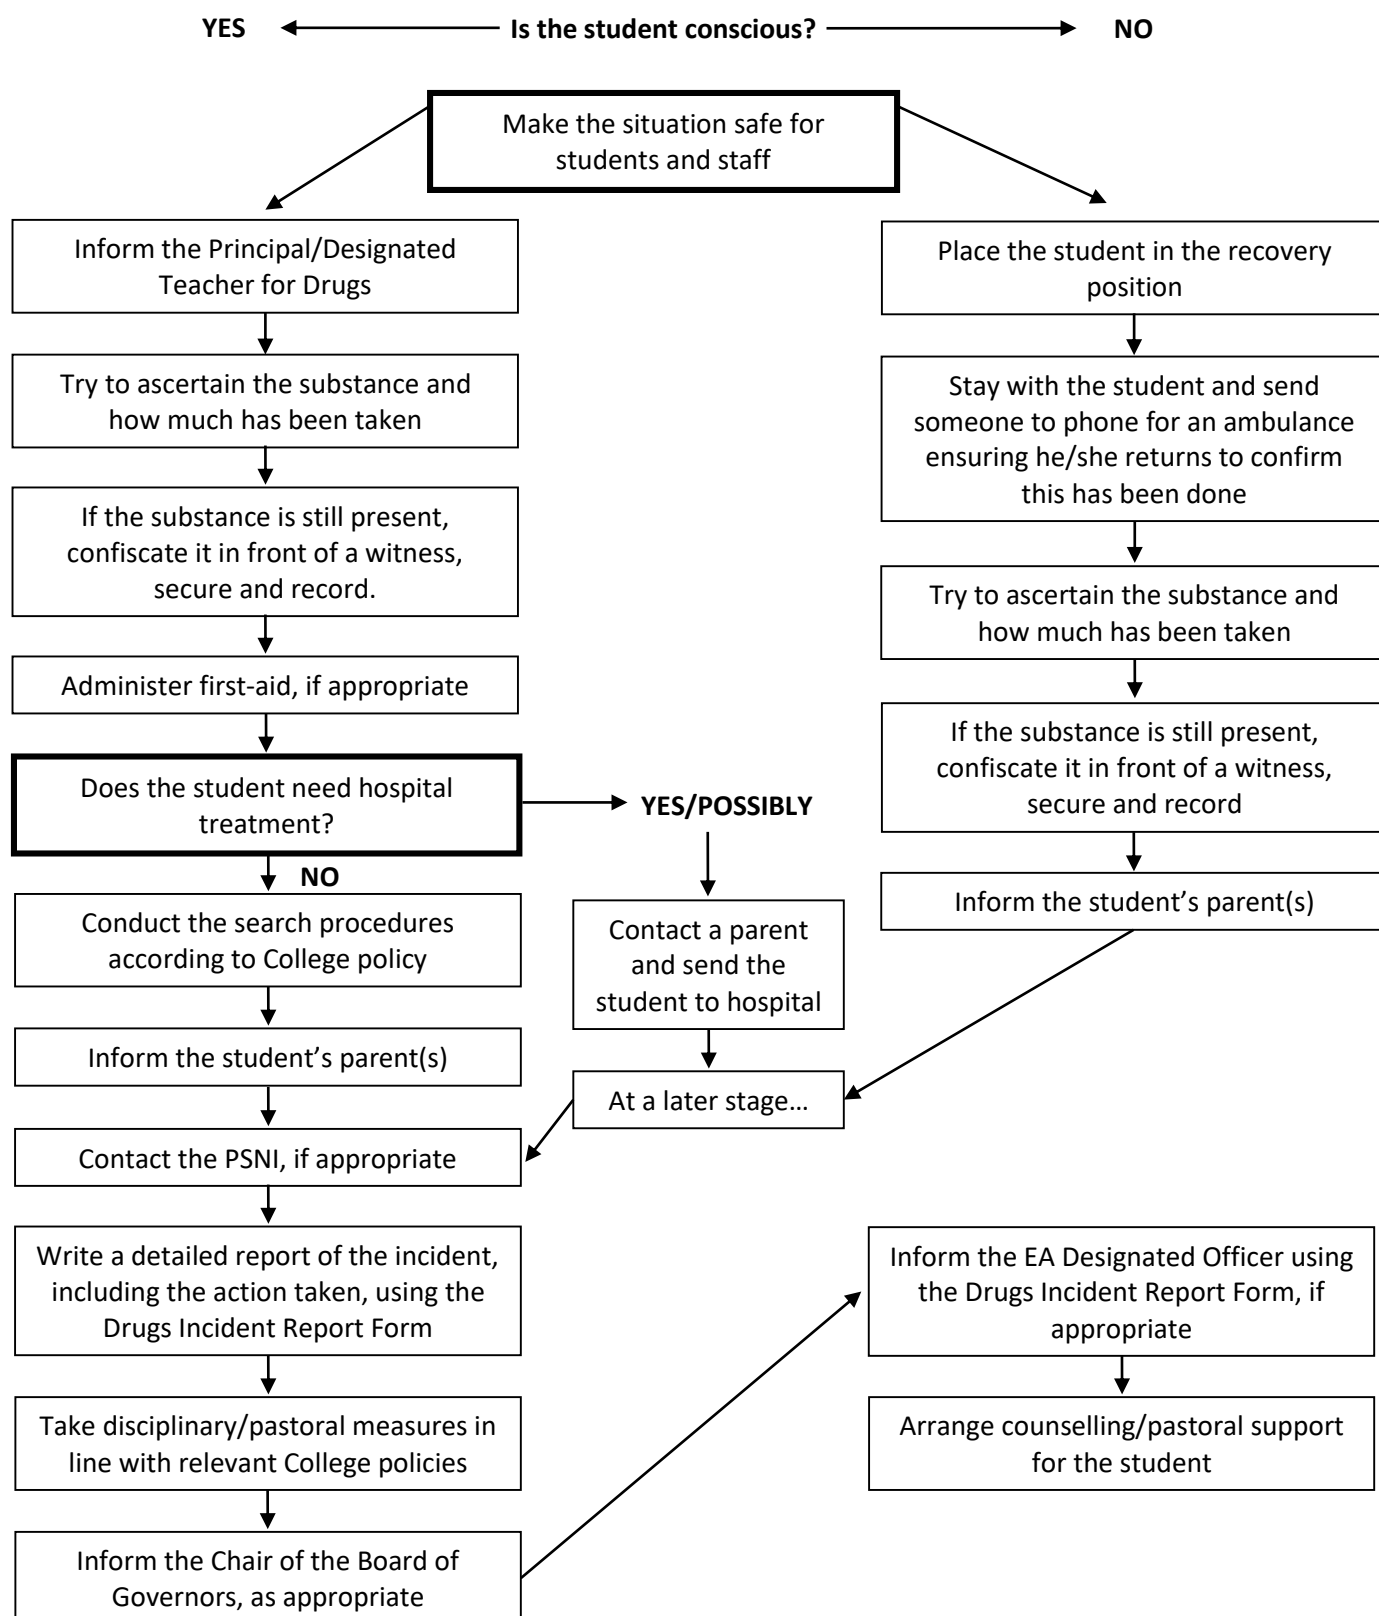 YES
Is the student conscious?
NO
Make the situation safe for
students and staff
Inform the Principal/Designated
Teacher for Drugs
Try to ascertain the substance and
how much has been taken
If the substance is still present,
confiscate it in front of a witness,
secure and record.
Administer first-aid, if appropriate
Does the student need hospital
treatment?
YES/POSSIBLY
NO
Conduct the search procedures
according to College policy
Inform the student’s parent(s)
Contact a parent
and send the
student to hospital
At a later stage…
Place the student in the recovery
position
Stay with the student and send
someone to phone for an ambulance
ensuring he/she returns to confirm
this has been done
Try to ascertain the substance and
how much has been taken
If the substance is still present,
confiscate it in front of a witness,
secure and record
Inform the student’s parent(s)
Contact the PSNI, if appropriate
Write a detailed report of the incident,
including the action taken, using the
Drugs Incident Report Form
Take disciplinary/pastoral measures in
line with relevant College policies
Inform the Chair of the Board of
Governors, as appropriate
Inform the EA Designated Officer using
the Drugs Incident Report Form, if
appropriate
Arrange counselling/pastoral support
for the student